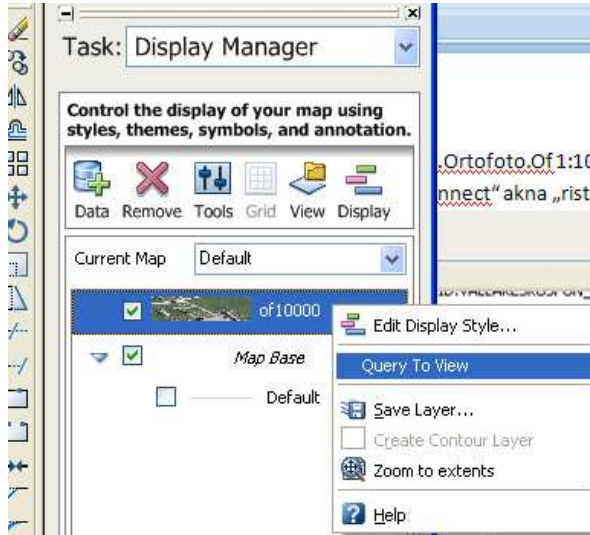 Task: Display Manager
Control the display of your map using
styles, themes, symbols, and annotation.
Data Remove Tools Grid View Display
Current Map Default
of10000
Map Base
Default
Edit Display Style...
Query To View
Save Layer...
Create Contour Layer
Zoom to extents
Help
.Ortofoto.Of1:10
nnect“ akna „rist